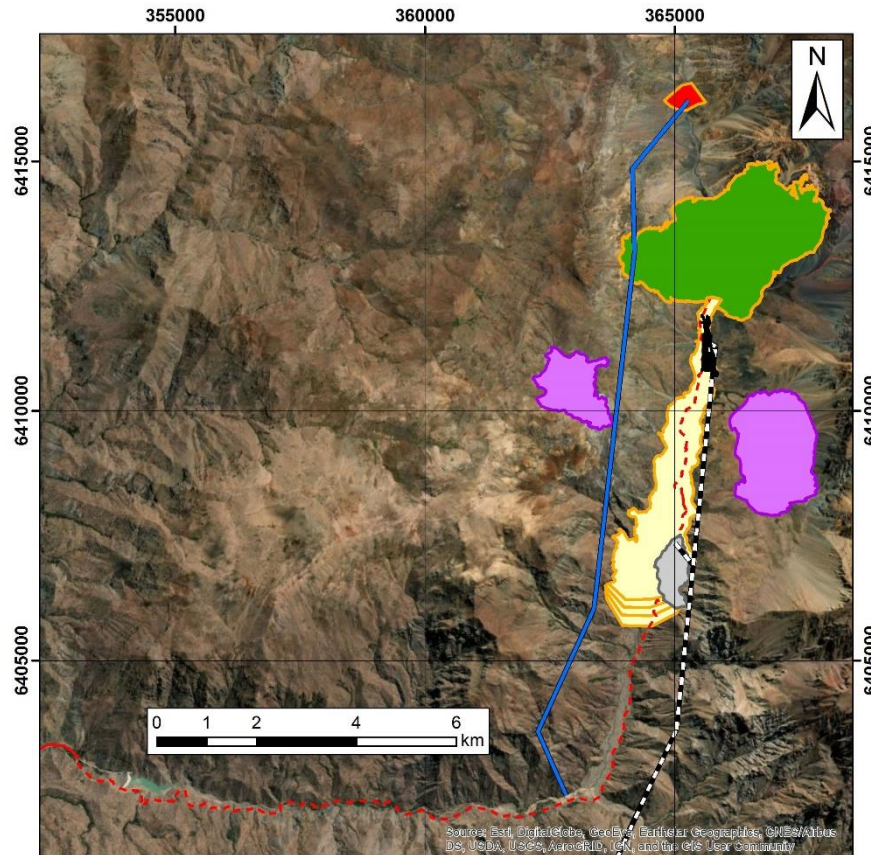 355000 360000 365000
N
6415000 6415000
6410000 6410000
6405000 6405000
0 1 2 4 6
km
Source: Esri, DigitalGlobe, GeoEye, Earthstar Geographics, CNES/Airbus
DS, USDA, USGS, AeroGRID, IGN, and the GIS User Community